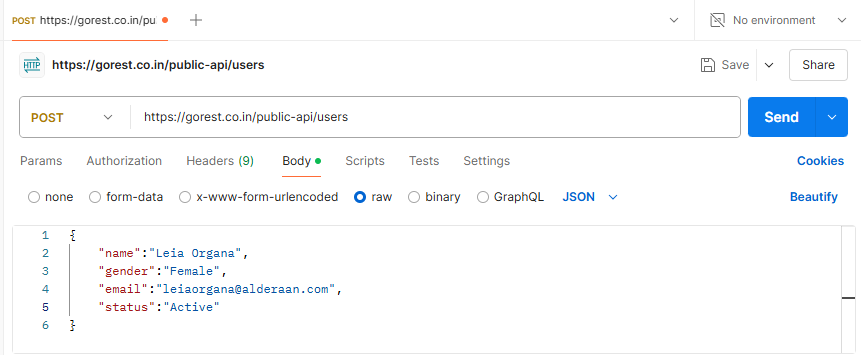 POST https://gorest.co.in/pu
No environment
HTTP https://gorest.co.in/public-api/users
Save
Share
POST https://gorest.co.in/public-api/users
Send
Params Authorization Headers (9) Body Scripts Tests Settings Cookies
none form-data x-www-form-urlencoded raw binary GraphQL JSON Beautify
1 {
2 "name":"Leia Organa",
3 "gender":"Female",
4 "email":"leiaorgana@alderaan.com",
5 "status":"Active"
6 }